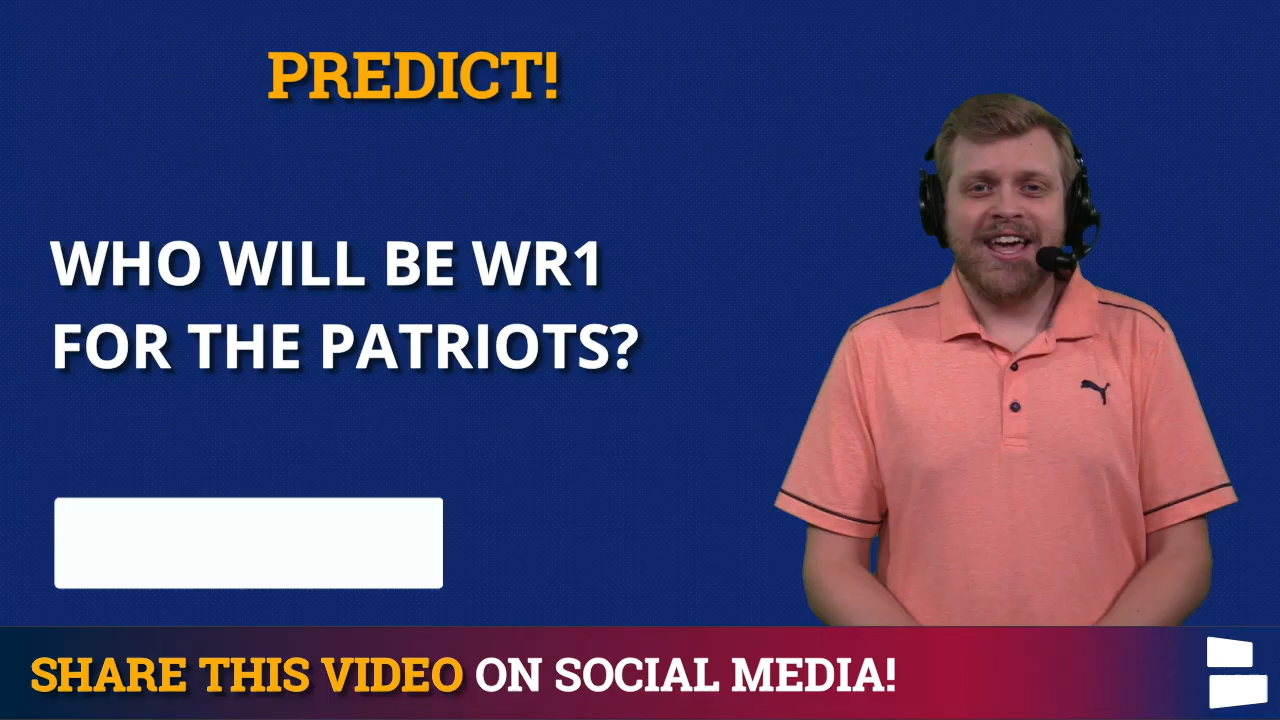 PREDICT!
WHO WILL BE WR1
FOR THE PATRIOTS?
SHARE THIS VIDEO ON SOCIAL MEDIA!